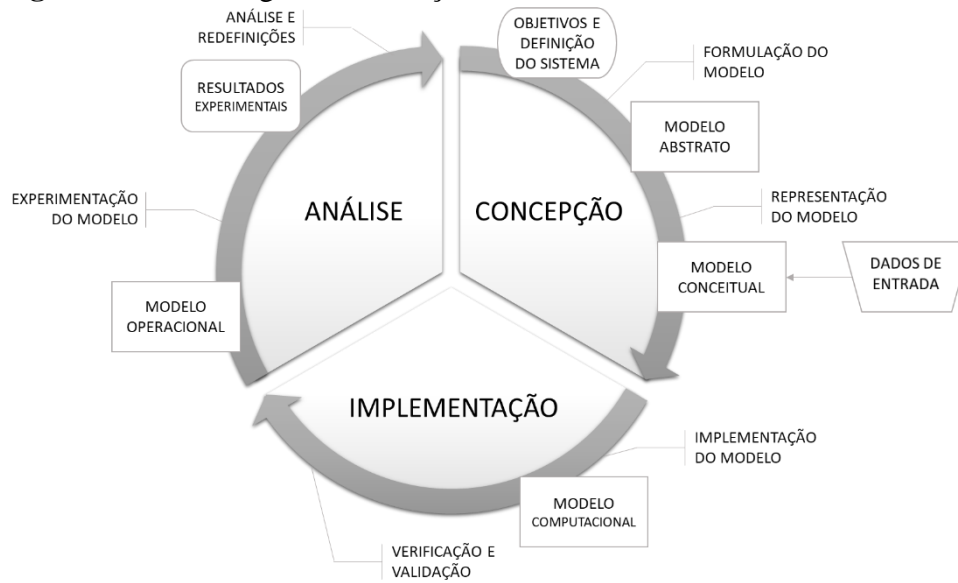 ANÁLISE E
REDEFINIÇÕES
OBJETIVOS E
DEFINIÇÃO
DO SISTEMA
FORMULAÇÃO DO
MODELO
RESULTADOS
EXPERIMENTAIS
MODELO
ABSTRATO
EXPERIMENTAÇÃO
DO MODELO
ANÁLISE
CONCEPÇÃO
REPRESENTAÇÃO
DO MODELO
MODELO
CONCEITUAL
DADOS DE
ENTRADA
MODELO
OPERACIONAL
IMPLEMENTAÇÃO
IMPLEMENTAÇÃO
DO MODELO
MODELO
COMPUTACIONAL
VERIFICAÇÃO E
VALIDAÇÃO